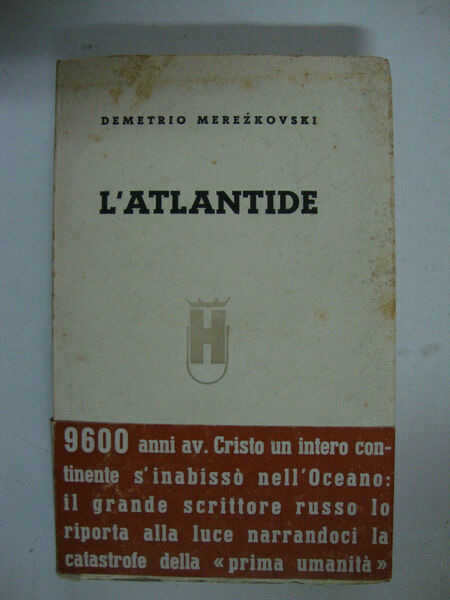 DEMETRIO MEREŻKOVSKI
L'ATLANTIDE
H
9600 anni av. Cristo un intero con-
tinente s'inabissò nell'Oceano:
il grande scrittore russo lo
riporta alla luce narrandoci la
catastrofe della « prima umanità »